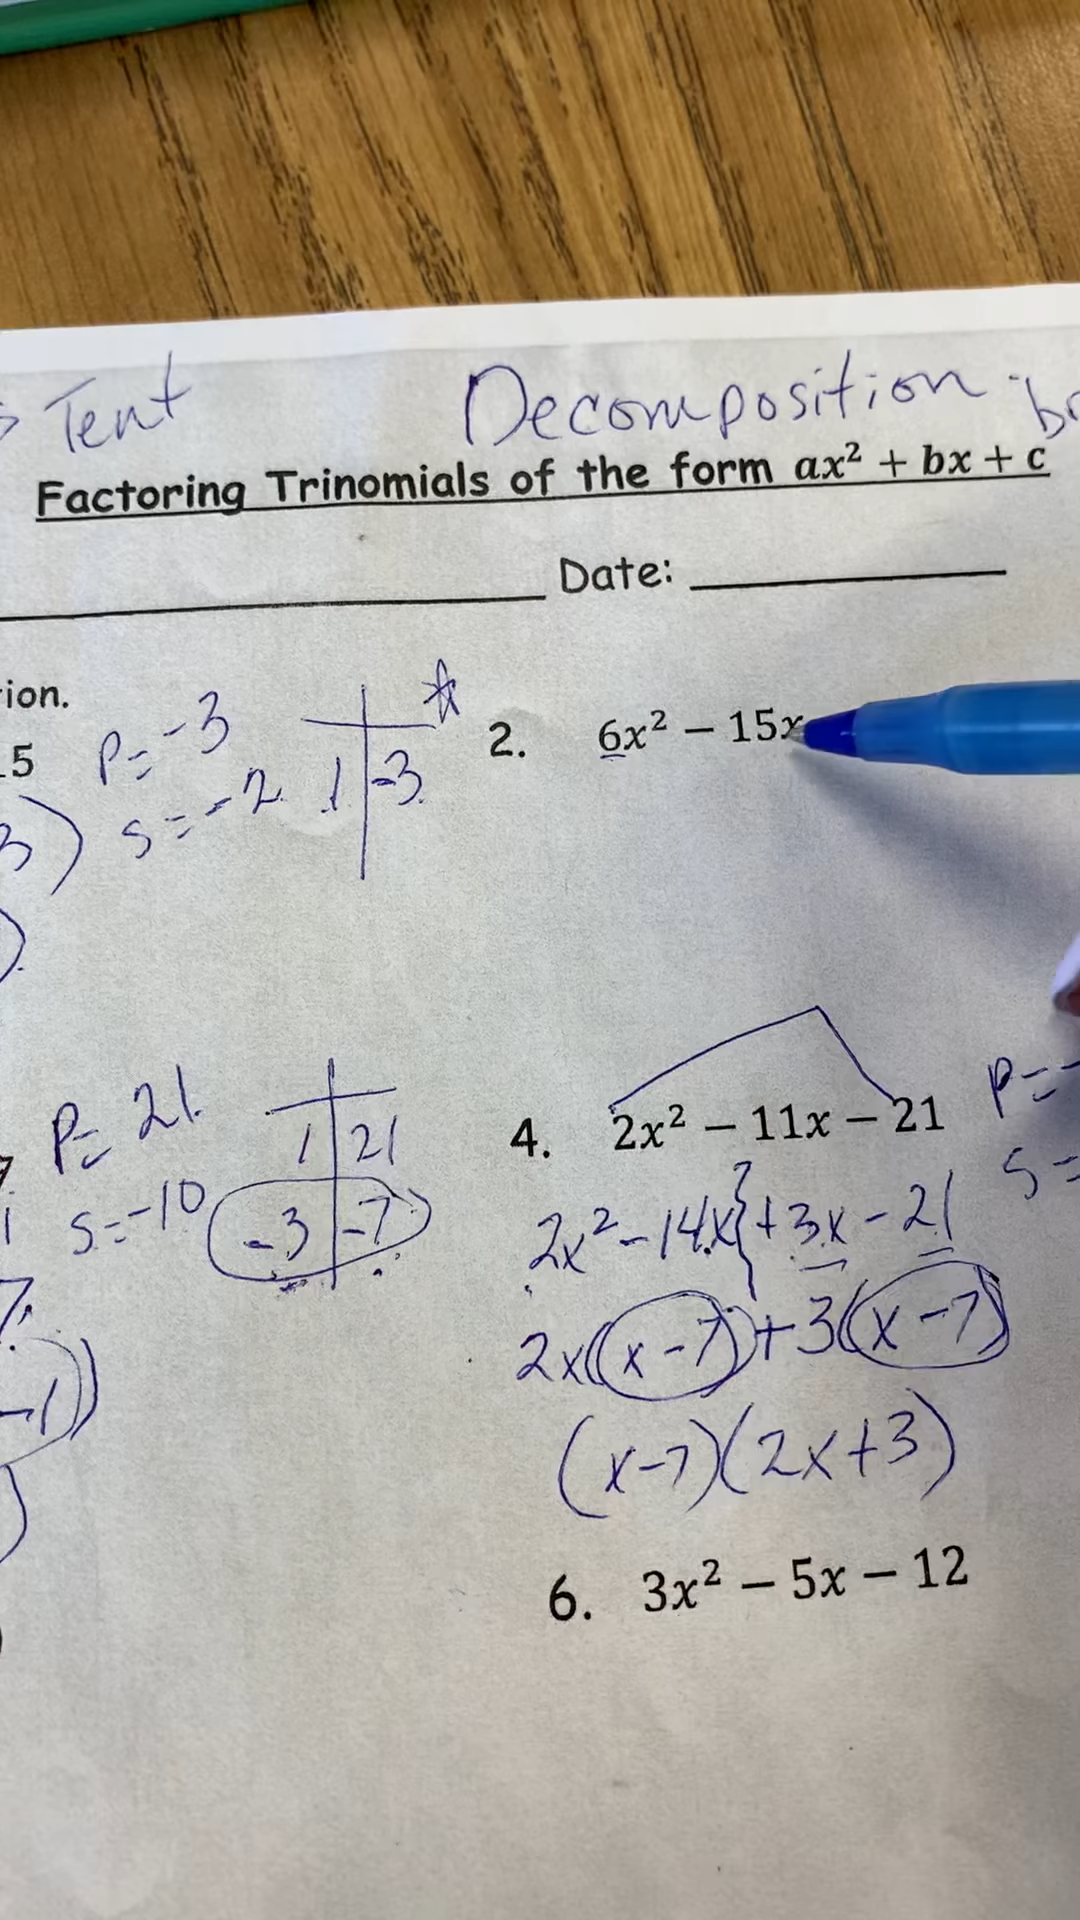 Tent Decomposition
Factoring Trinomials of the form ax² + bx + c
Date:
ion.
5 P = -3
S = -2 1 -3
2. 6x² − 15x
P = 21
S = -10
1 21
-3 -7
4. 2x² − 11x − 21
P = -
S =
2x² - 14x + 3x - 21
2x(x - 7) + 3(x - 7)
(x - 7)(2x + 3)
6. 3x² − 5x − 12